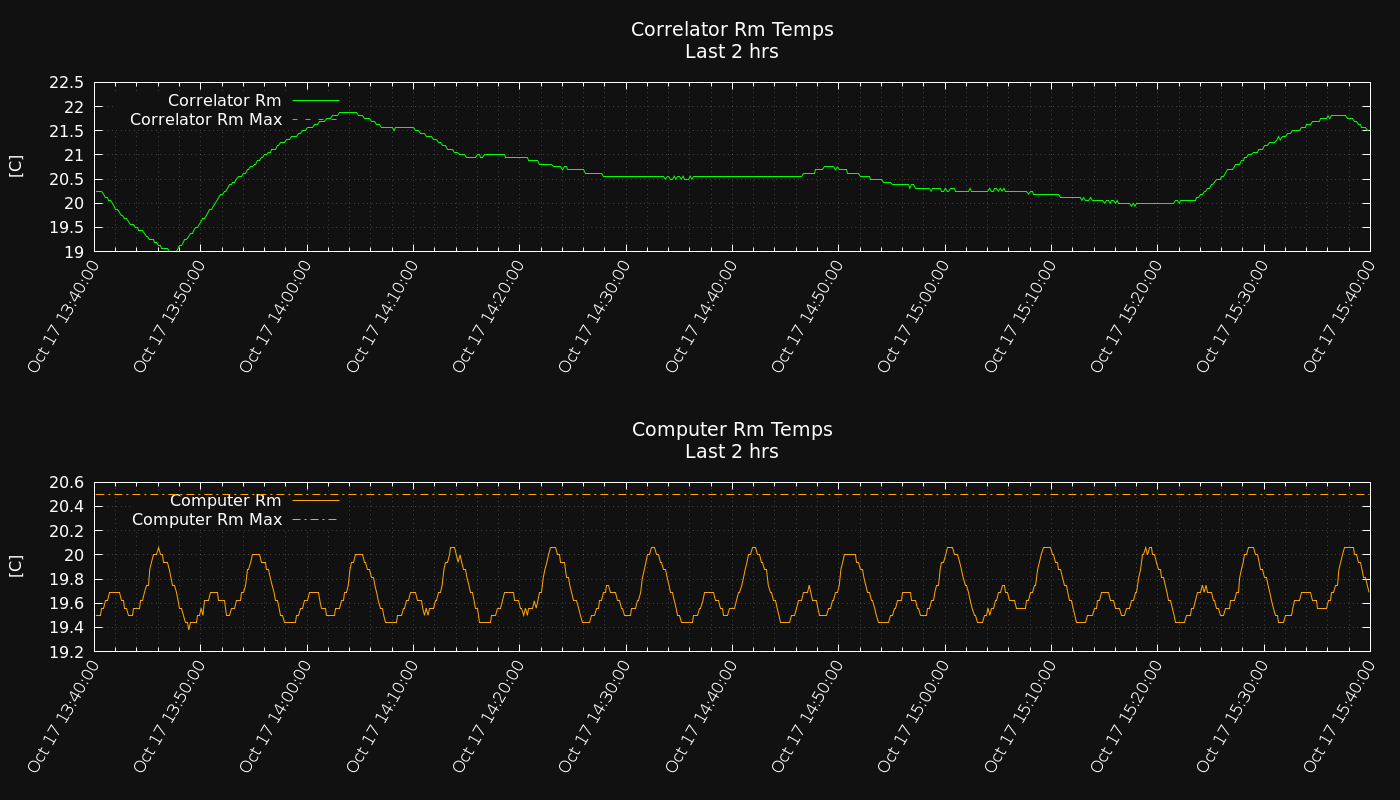 Correlator Rm Temps
Last 2 hrs
22.5
22
21.5
21
20.5
20
19.5
19
[C]
Correlator Rm
Correlator Rm Max
Oct 17 13:40:00
Oct 17 13:50:00
Oct 17 14:00:00
Oct 17 14:10:00
Oct 17 14:20:00
Oct 17 14:30:00
Oct 17 14:40:00
Oct 17 14:50:00
Oct 17 15:00:00
Oct 17 15:10:00
Oct 17 15:20:00
Oct 17 15:30:00
Oct 17 15:40:00
Computer Rm Temps
Last 2 hrs
20.6
20.4
20.2
20
19.8
19.6
19.4
19.2
[C]
Computer Rm
Computer Rm Max
Oct 17 13:40:00
Oct 17 13:50:00
Oct 17 14:00:00
Oct 17 14:10:00
Oct 17 14:20:00
Oct 17 14:30:00
Oct 17 14:40:00
Oct 17 14:50:00
Oct 17 15:00:00
Oct 17 15:10:00
Oct 17 15:20:00
Oct 17 15:30:00
Oct 17 15:40:00